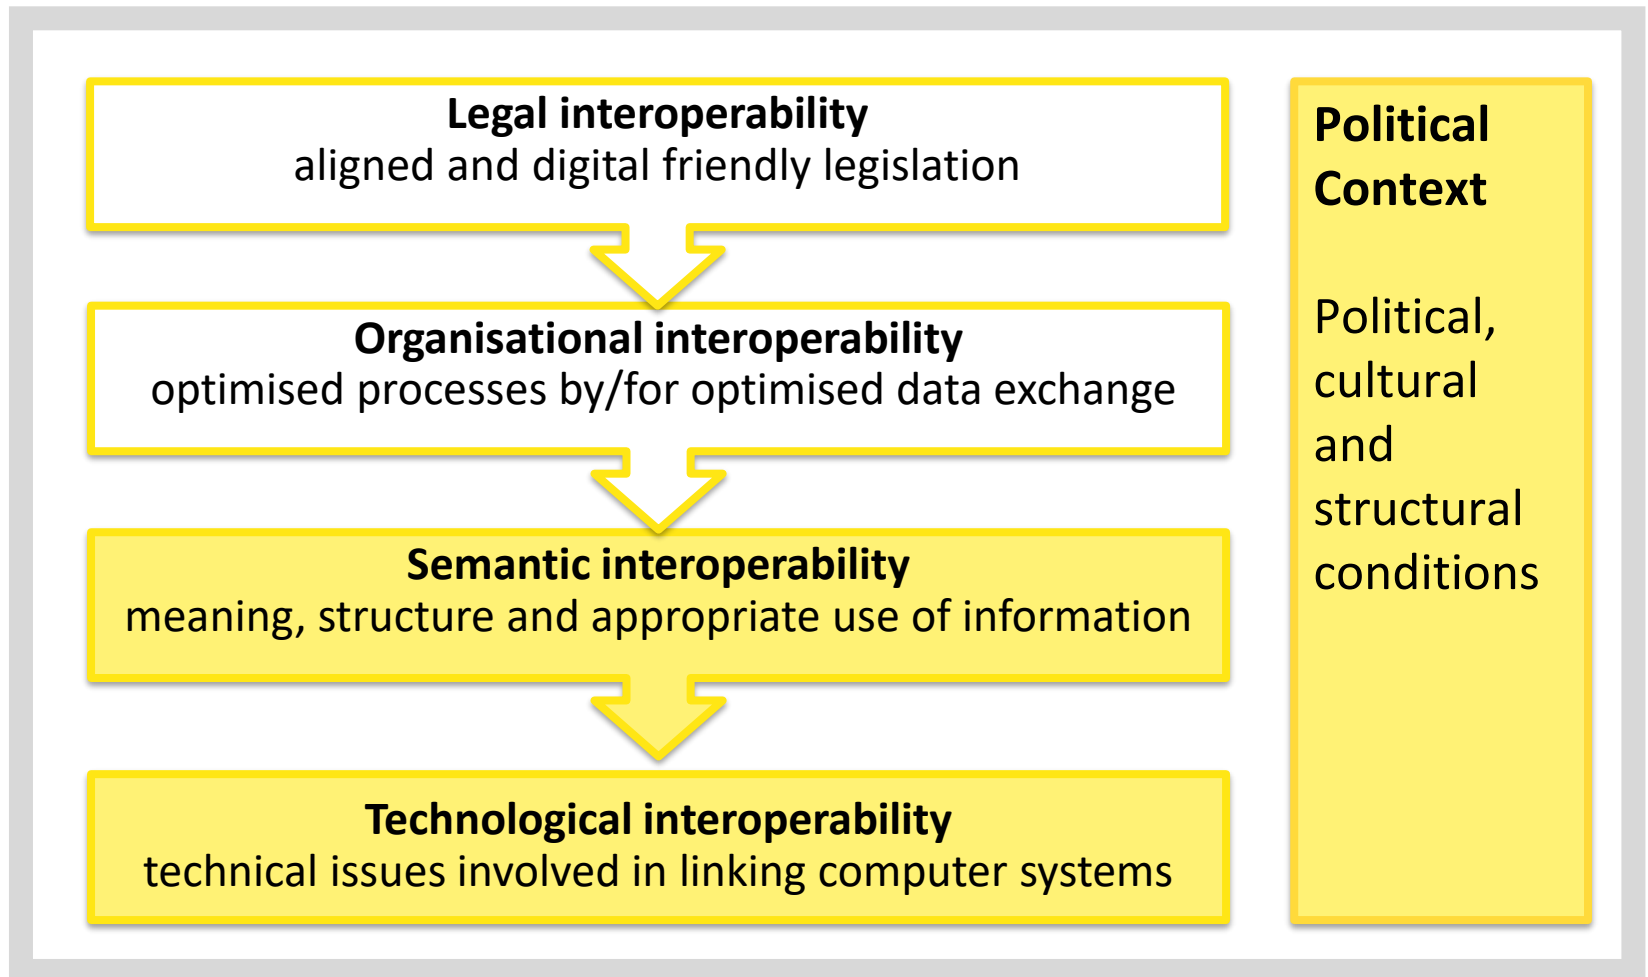 Legal interoperability
aligned and digital friendly legislation
Organisational interoperability
optimised processes by/for optimised data exchange
Semantic interoperability
meaning, structure and appropriate use of information
Technological interoperability
technical issues involved in linking computer systems
Political
Context
Political,
cultural
and
structural
conditions